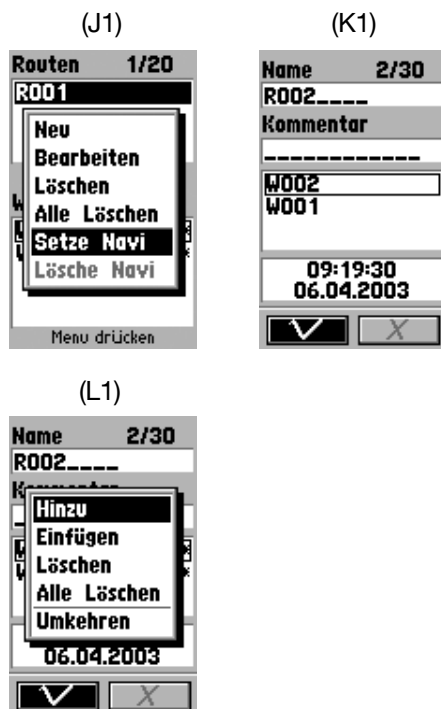 (J1)
Routen 1/20
R001
Neu
Bearbeiten
Löschen
Alle Löschen
Setze Navi
Lösche Navi
Menu drücken
(K1)
Name 2/30
R002____
Kommentar
____________
W002
W001
09:19:30
06.04.2003
X
(L1)
Name 2/30
R002____
Hinzu
Einfügen
Löschen
Alle Löschen
Umkehren
06.04.2003
X